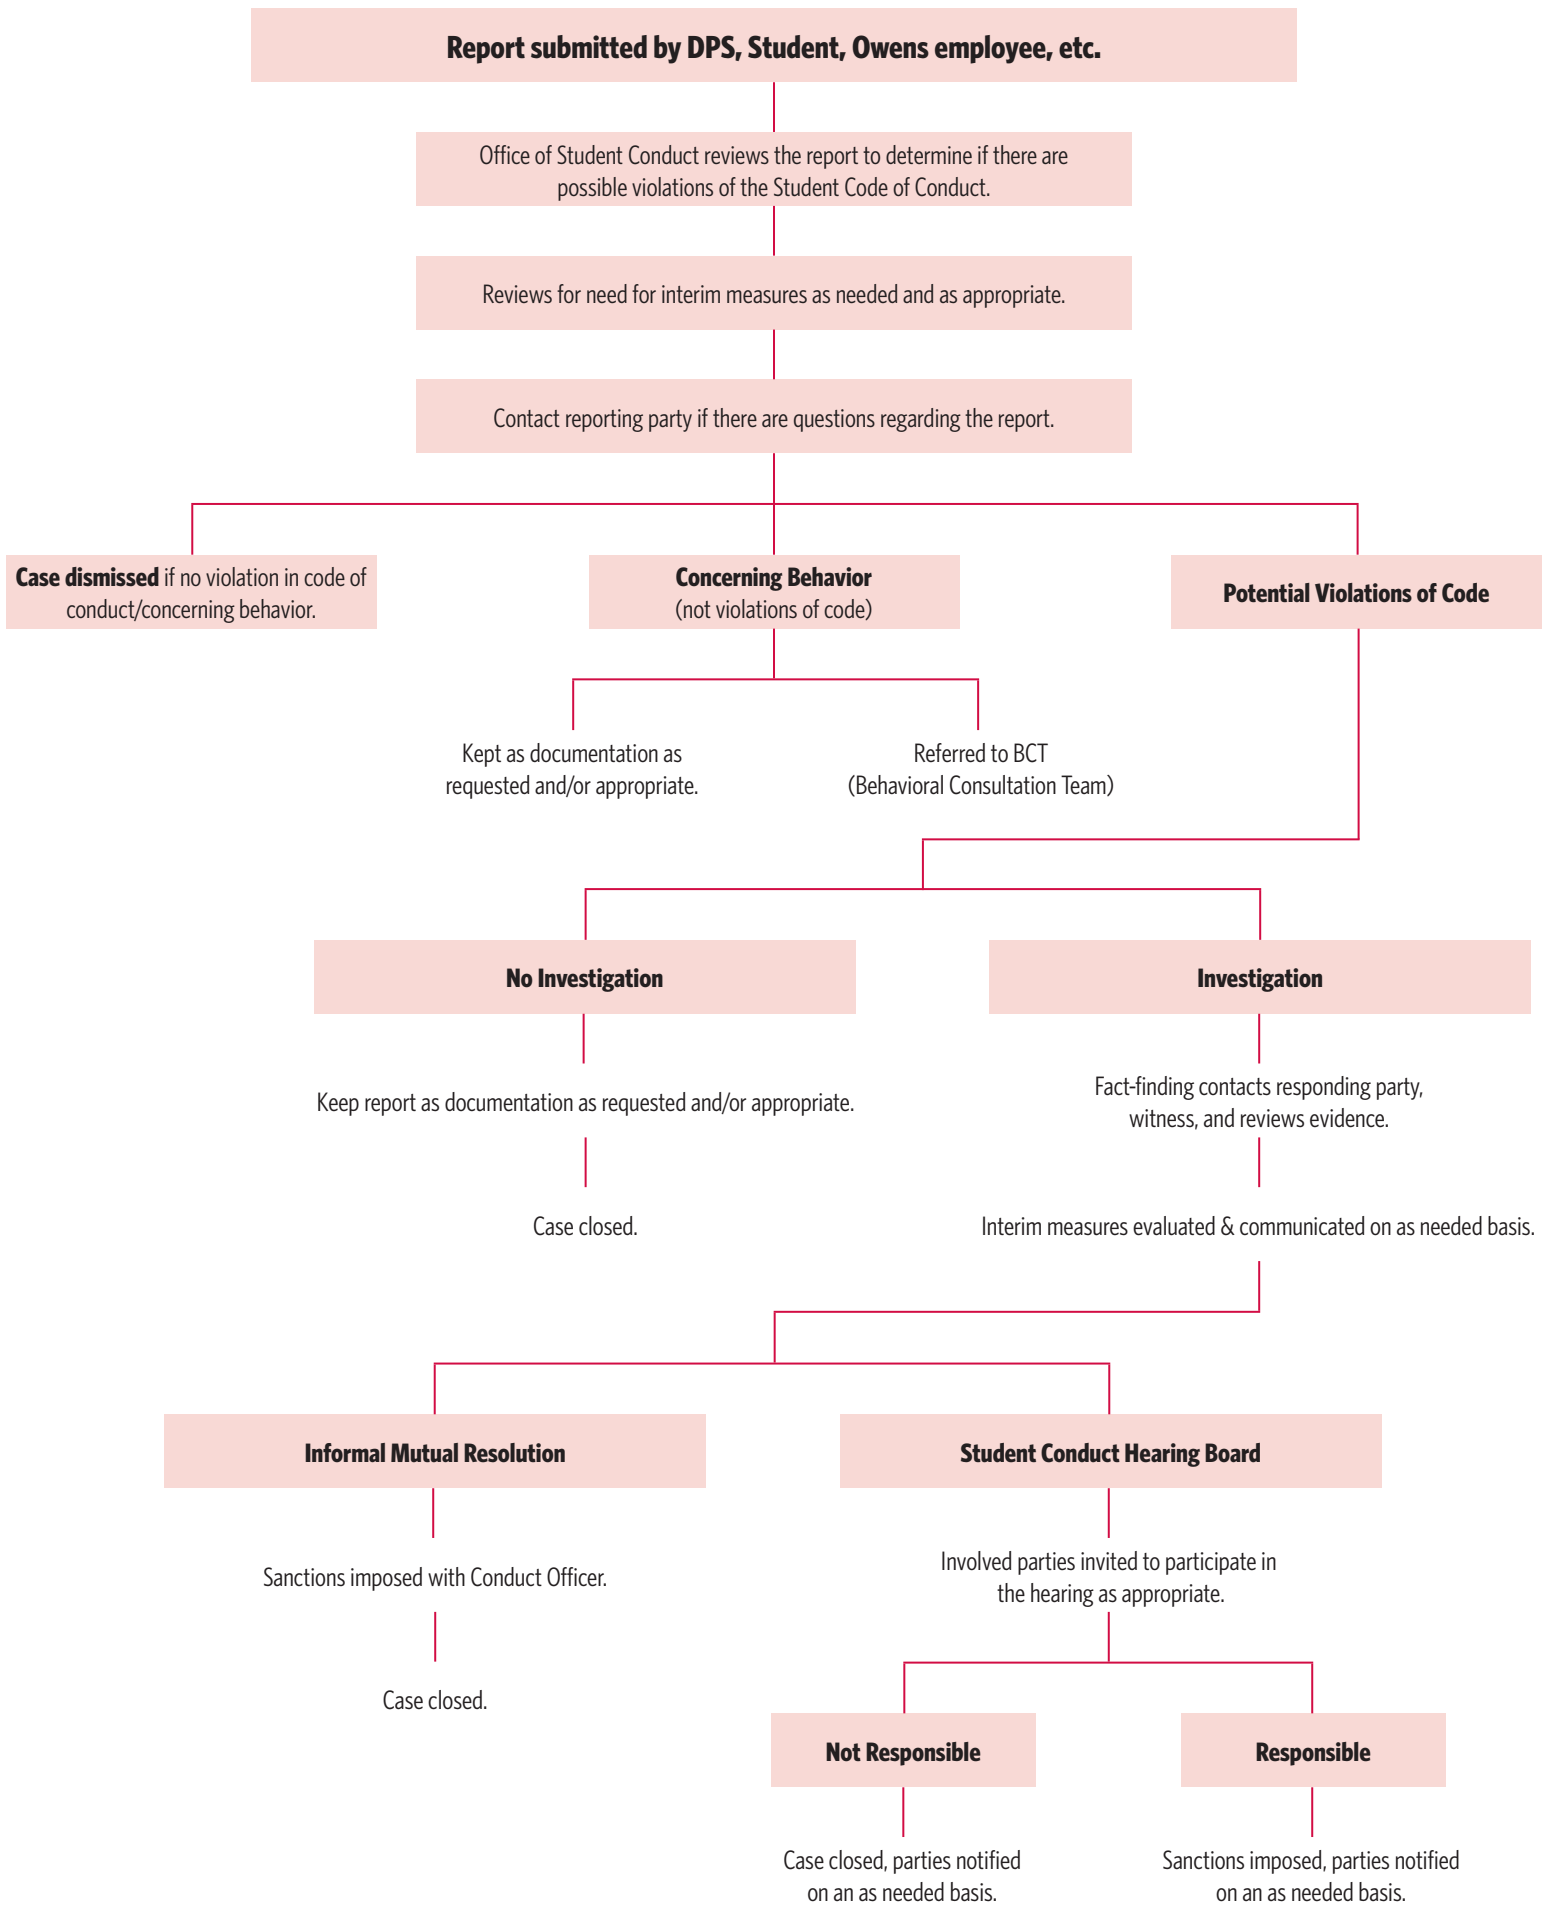 Report submitted by DPS, Student, Owens employee, etc.
Office of Student Conduct reviews the report to determine if there are
possible violations of the Student Code of Conduct.
Reviews for need for interim measures as needed and as appropriate.
Contact reporting party if there are questions regarding the report.
Case dismissed if no violation in code of
conduct/concerning behavior.
Concerning Behavior
(not violations of code)
Potential Violations of Code
Kept as documentation as
requested and/or appropriate.
Referred to BCT
(Behavioral Consultation Team)
No Investigation
Investigation
Keep report as documentation as requested and/or appropriate.
Fact-finding contacts responding party,
witness, and reviews evidence.
Case closed.
Interim measures evaluated & communicated on as needed basis.
Informal Mutual Resolution
Student Conduct Hearing Board
Sanctions imposed with Conduct Officer.
Involved parties invited to participate in
the hearing as appropriate.
Case closed.
Not Responsible
Responsible
Case closed, parties notified
on an as needed basis.
Sanctions imposed, parties notified
on an as needed basis.